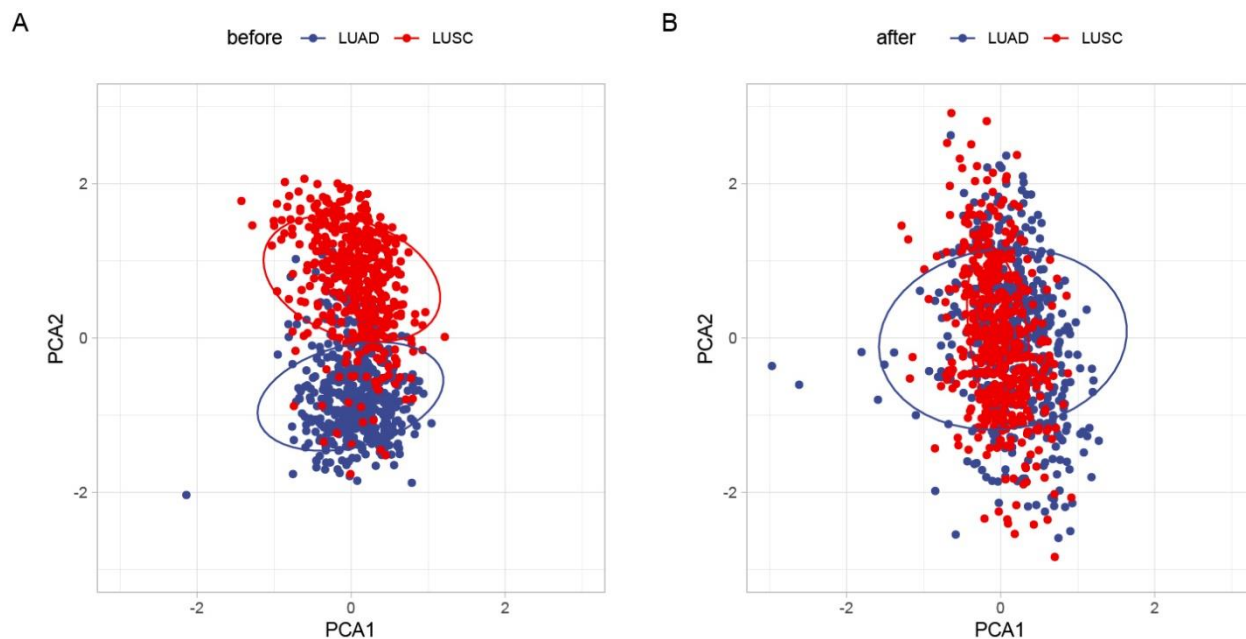 A
before LUAD LUSC
2
0
-2
PCA2
-2 0 2
PCA1
B
after LUAD LUSC
2
0
-2
PCA2
-2 0 2
PCA1